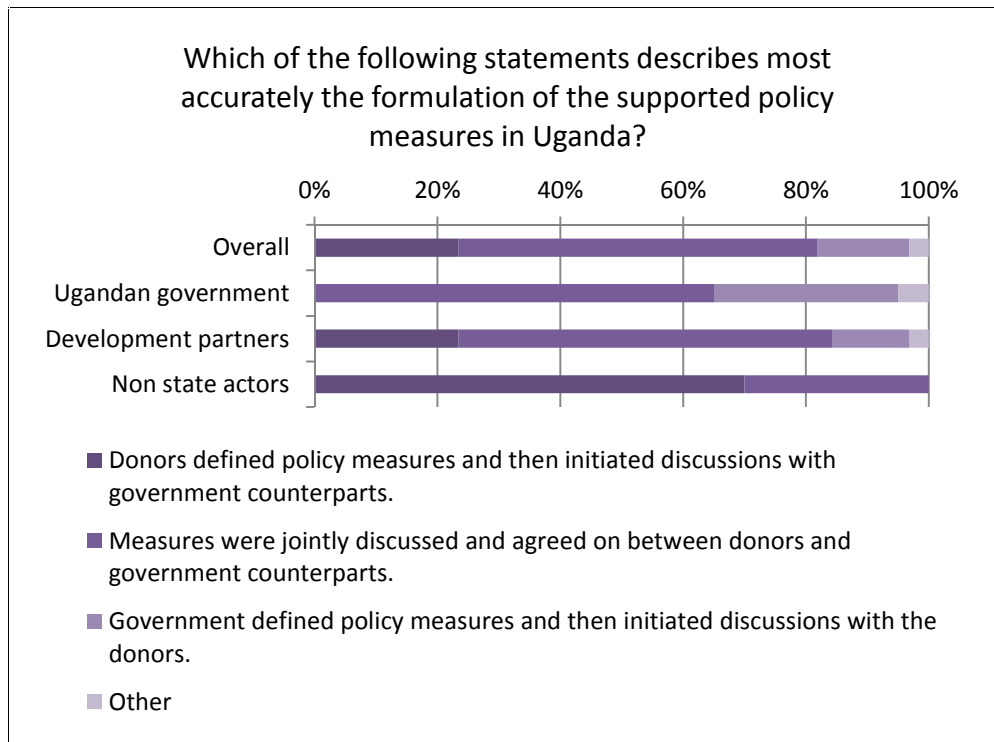 Which of the following statements describes most
accurately the formulation of the supported policy
measures in Uganda?
0% 20% 40% 60% 80% 100%
Overall
Ugandan government
Development partners
Non state actors
Donors defined policy measures and then initiated discussions with
government counterparts.
Measures were jointly discussed and agreed on between donors and
government counterparts.
Government defined policy measures and then initiated discussions with the
donors.
Other